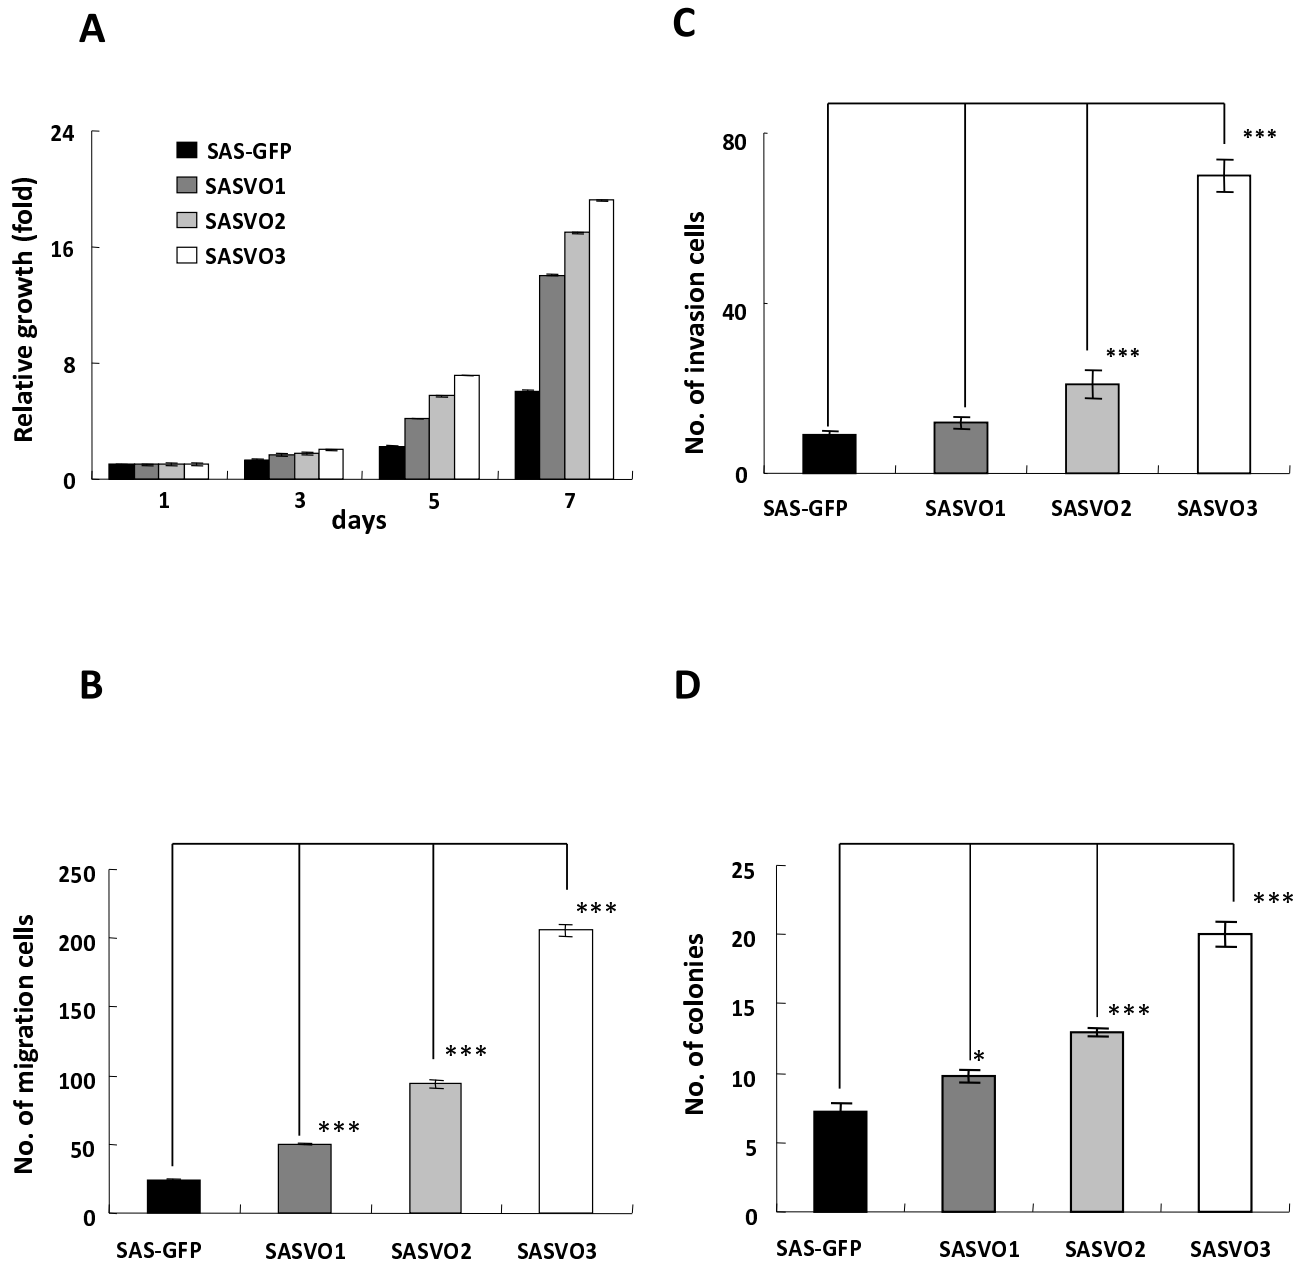 A
24
16
8
0
Relative growth (fold)
SAS-GFP
SASVO1
SASVO2
SASVO3
1 3 5 7
days
C
80
40
0
No. of invasion cells
***
***
SAS-GFP SASVO1 SASVO2 SASVO3
B
250
200
150
100
50
0
No. of migration cells
***
***
***
SAS-GFP SASVO1 SASVO2 SASVO3
D
25
20
15
10
5
0
No. of colonies
***
***
*
SAS-GFP SASVO1 SASVO2 SASVO3